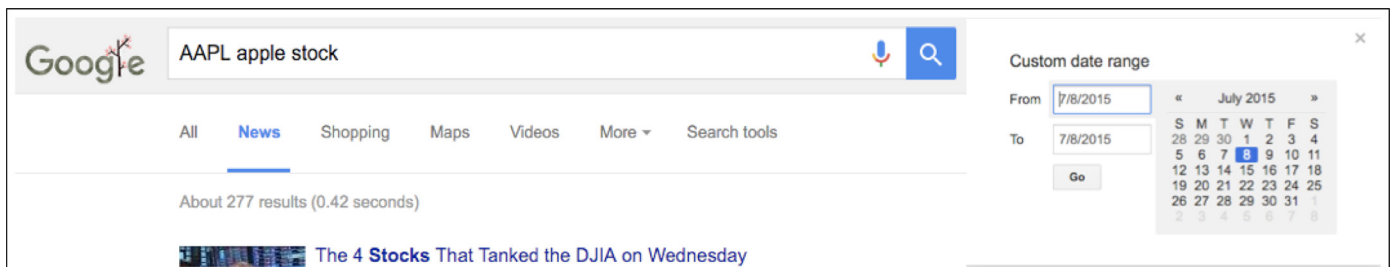 Google
AAPL apple stock
All News Shopping Maps Videos More Search tools
About 277 results (0.42 seconds)
The 4 Stocks That Tanked the DJIA on Wednesday
×
Custom date range
From 7/8/2015
To 7/8/2015
Go
« July 2015 »
S M T W T F S
28 29 30 1 2 3 4
5 6 7 8 9 10 11
12 13 14 15 16 17 18
19 20 21 22 23 24 25
26 27 28 29 30 31 1
2 3 4 5 6 7 8